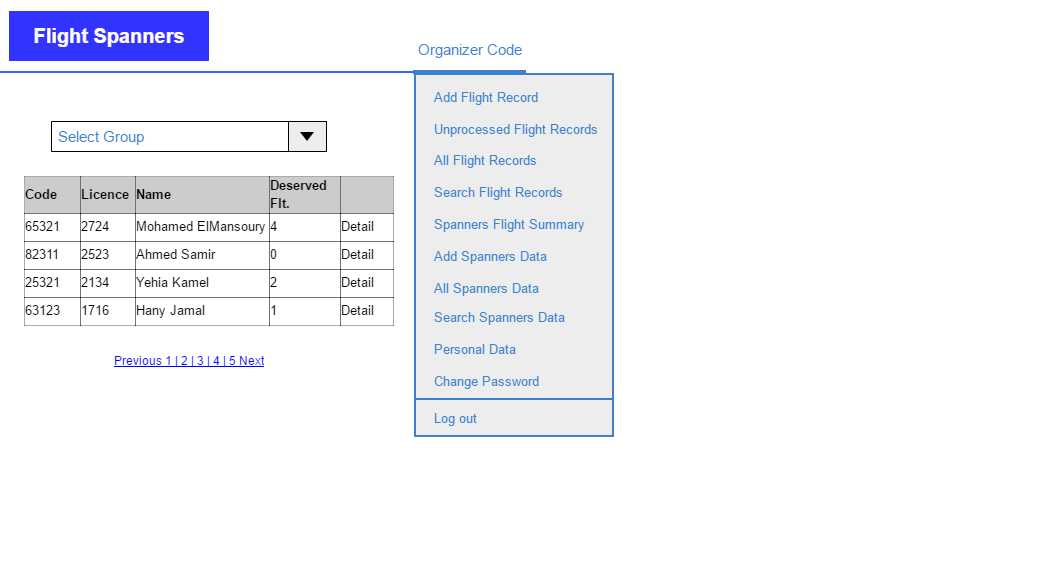 Flight Spanners
Organizer Code
Select Group
Code Licence Name Deserved Flt.
65321 2724 Mohamed ElMansoury 4 Detail
82311 2523 Ahmed Samir 0 Detail
25321 2134 Yehia Kamel 2 Detail
63123 1716 Hany Jamal 1 Detail
Previous 1 | 2 | 3 | 4 | 5 Next
Add Flight Record
Unprocessed Flight Records
All Flight Records
Search Flight Records
Spanners Flight Summary
Add Spanners Data
All Spanners Data
Search Spanners Data
Personal Data
Change Password
Log out